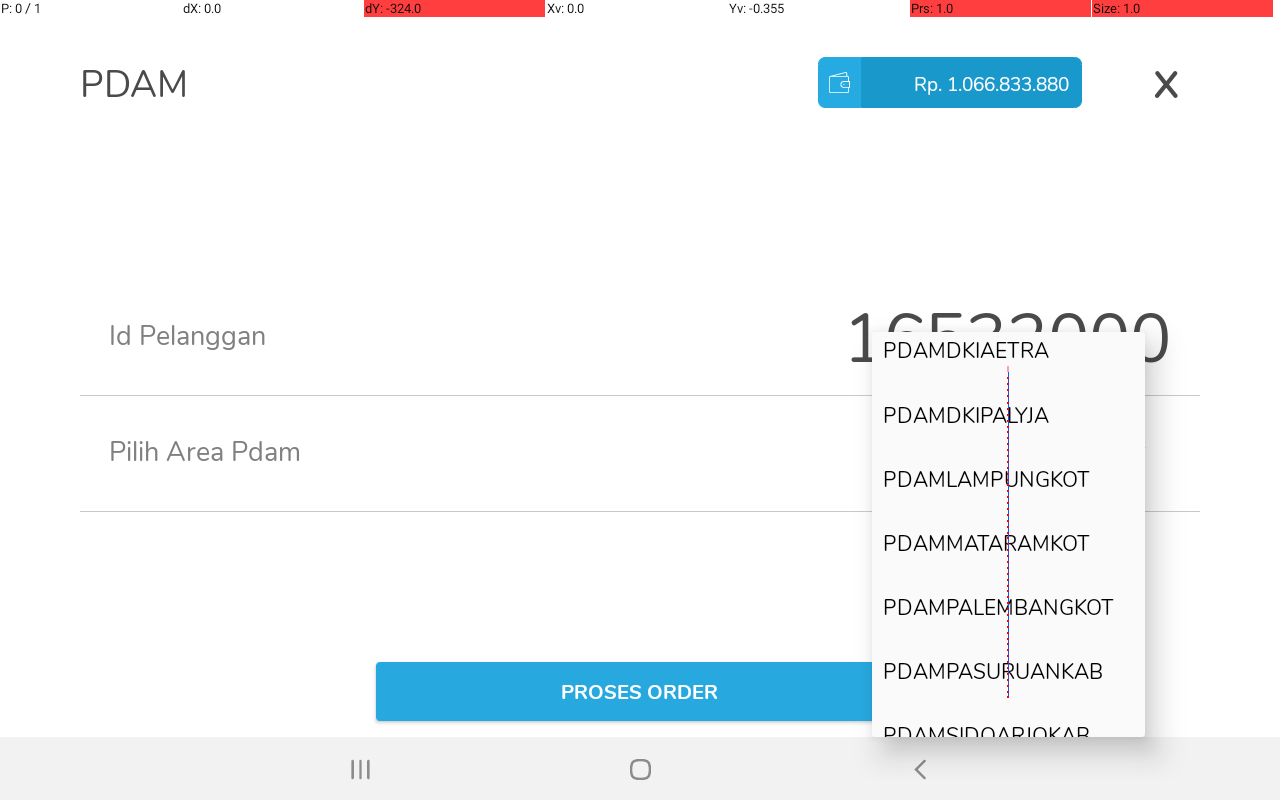 P: 0 / 1 dX: 0.0 dY: -324.0 Xv: 0.0 Yv: -0.355 Prs: 1.0 Size: 1.0
PDAM Rp. 1.066.833.880
Id Pelanggan 16533000
PDAMDKIAETRA
PDAMDKIPALYJA
Pilih Area Pdam
PDAMLAMPUNGKOT
PDAMMATARAMKOT
PDAMPALEMBANGKOT
PDAMPASURUANKAB
PROSES ORDER
PDAMSIDOARJOKAB